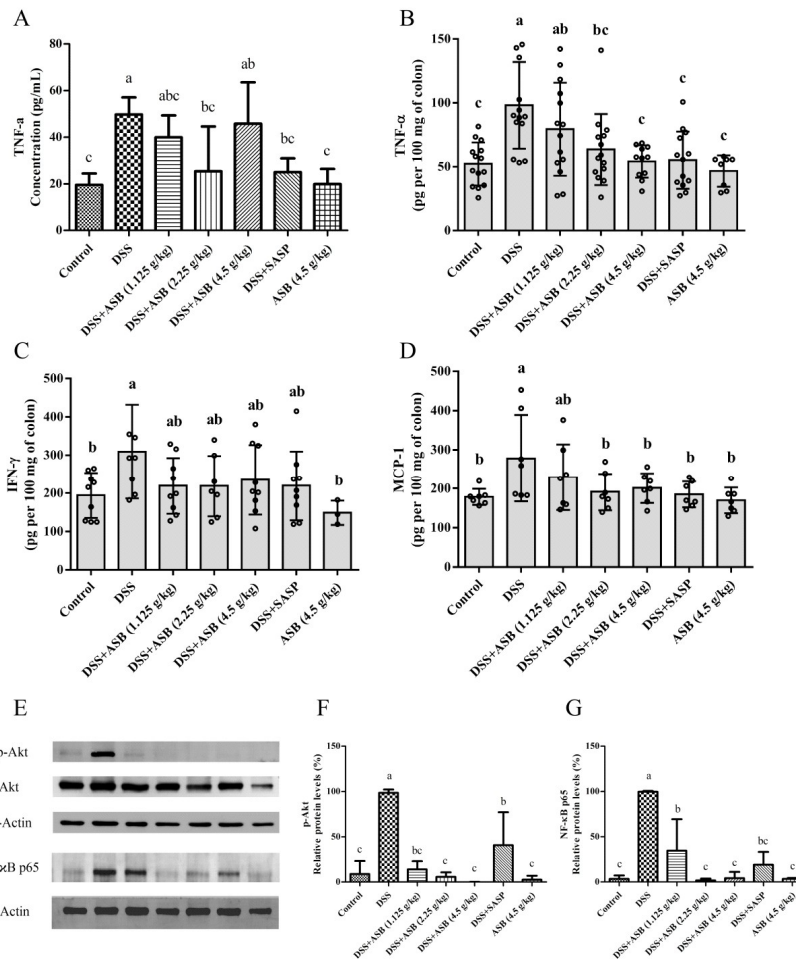 A
TNF-a
Concentration (pg/mL)
80
60
40
20
0
a
abc
ab
bc
bc
c
c
Control
DSS
DSS+ASB (1.125 g/kg)
DSS+ASB (2.25 g/kg)
DSS+ASB (4.5 g/kg)
DSS+SASP
ASB (4.5 g/kg)
B
TNF-α
(pg per 100 mg of colon)
150
100
50
0
c
a
ab
bc
c
c
c
Control
DSS
DSS+ASB (1.125 g/kg)
DSS+ASB (2.25 g/kg)
DSS+ASB (4.5 g/kg)
DSS+SASP
ASB (4.5 g/kg)
C
IFN-γ
(pg per 100 mg of colon)
500
400
300
200
100
0
b
a
ab
ab
ab
ab
b
Control
DSS
DSS+ASB (1.125 g/kg)
DSS+ASB (2.25 g/kg)
DSS+ASB (4.5 g/kg)
DSS+SASP
ASB (4.5 g/kg)
D
MCP-1
(pg per 100 mg of colon)
500
400
300
200
100
0
b
a
ab
b
b
b
b
Control
DSS
DSS+ASB (1.125 g/kg)
DSS+ASB (2.25 g/kg)
DSS+ASB (4.5 g/kg)
DSS+SASP
ASB (4.5 g/kg)
E
p-Akt
Akt
-Actin
κB p65
Actin
F
p-Akt
Relative protein levels (%)
150
100
50
0
c
a
bc
c
c
b
c
Control
DSS
DSS+ASB (1.125 g/kg)
DSS+ASB (2.25 g/kg)
DSS+ASB (4.5 g/kg)
DSS+SASP
ASB (4.5 g/kg)
G
NF-κB p65
Relative protein levels (%)
150
100
50
0
c
a
b
c
c
bc
c
Control
DSS
DSS+ASB (1.125 g/kg)
DSS+ASB (2.25 g/kg)
DSS+ASB (4.5 g/kg)
DSS+SASP
ASB (4.5 g/kg)